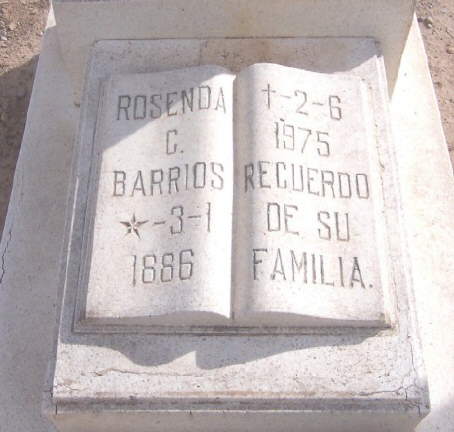 ROSENDA
C.
BARRIOS
★-3-1
1886
†-2-6
1975
RECUERDO
DE SU
FAMILIA.